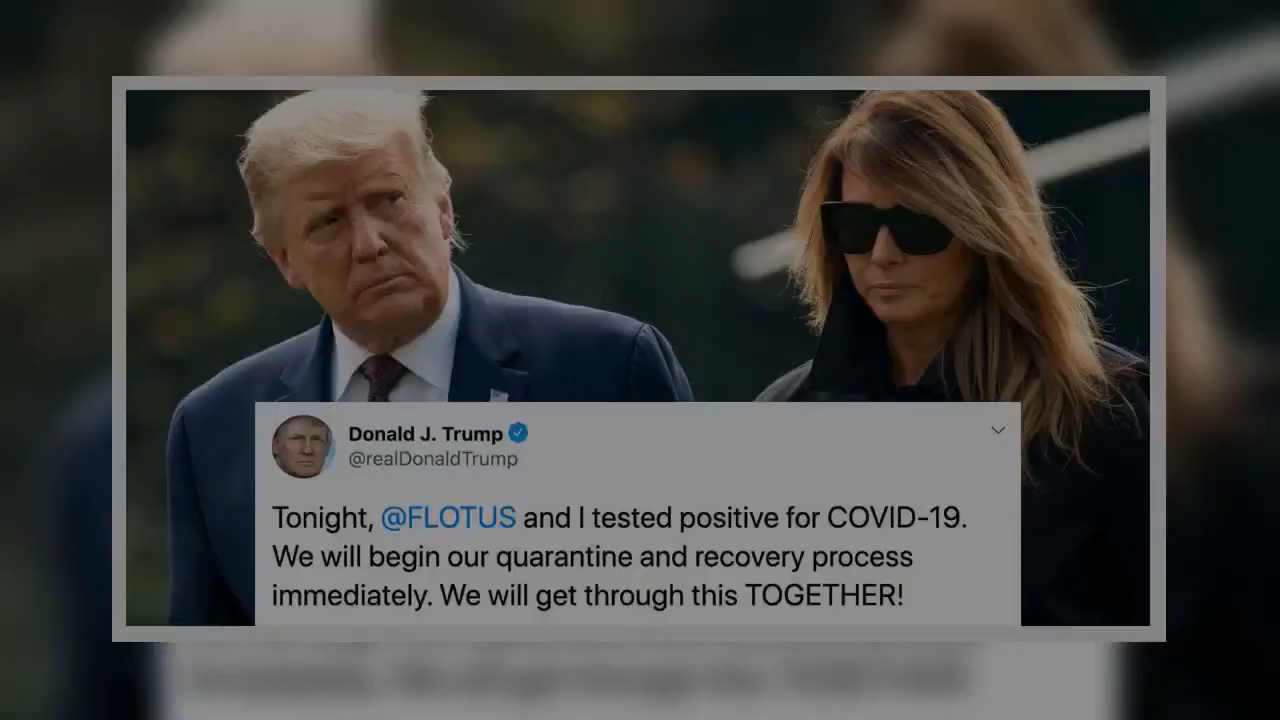 Donald J. Trump
@realDonaldTrump
Tonight, @FLOTUS and I tested positive for COVID-19.
We will begin our quarantine and recovery process
immediately. We will get through this TOGETHER!